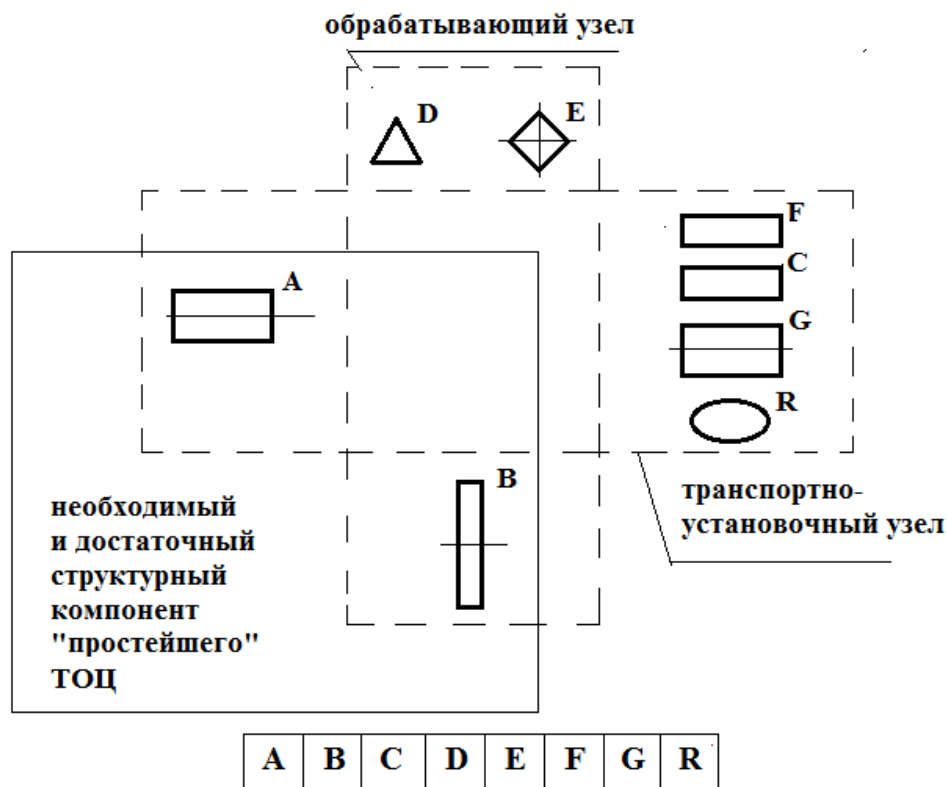 обрабатывающий узел
D
E
F
C
A
G
R
B
необходимый
и достаточный
структурный
компонент
"простейшего"
ТОЦ
транспортно-
установочный узел
A B C D E F G R